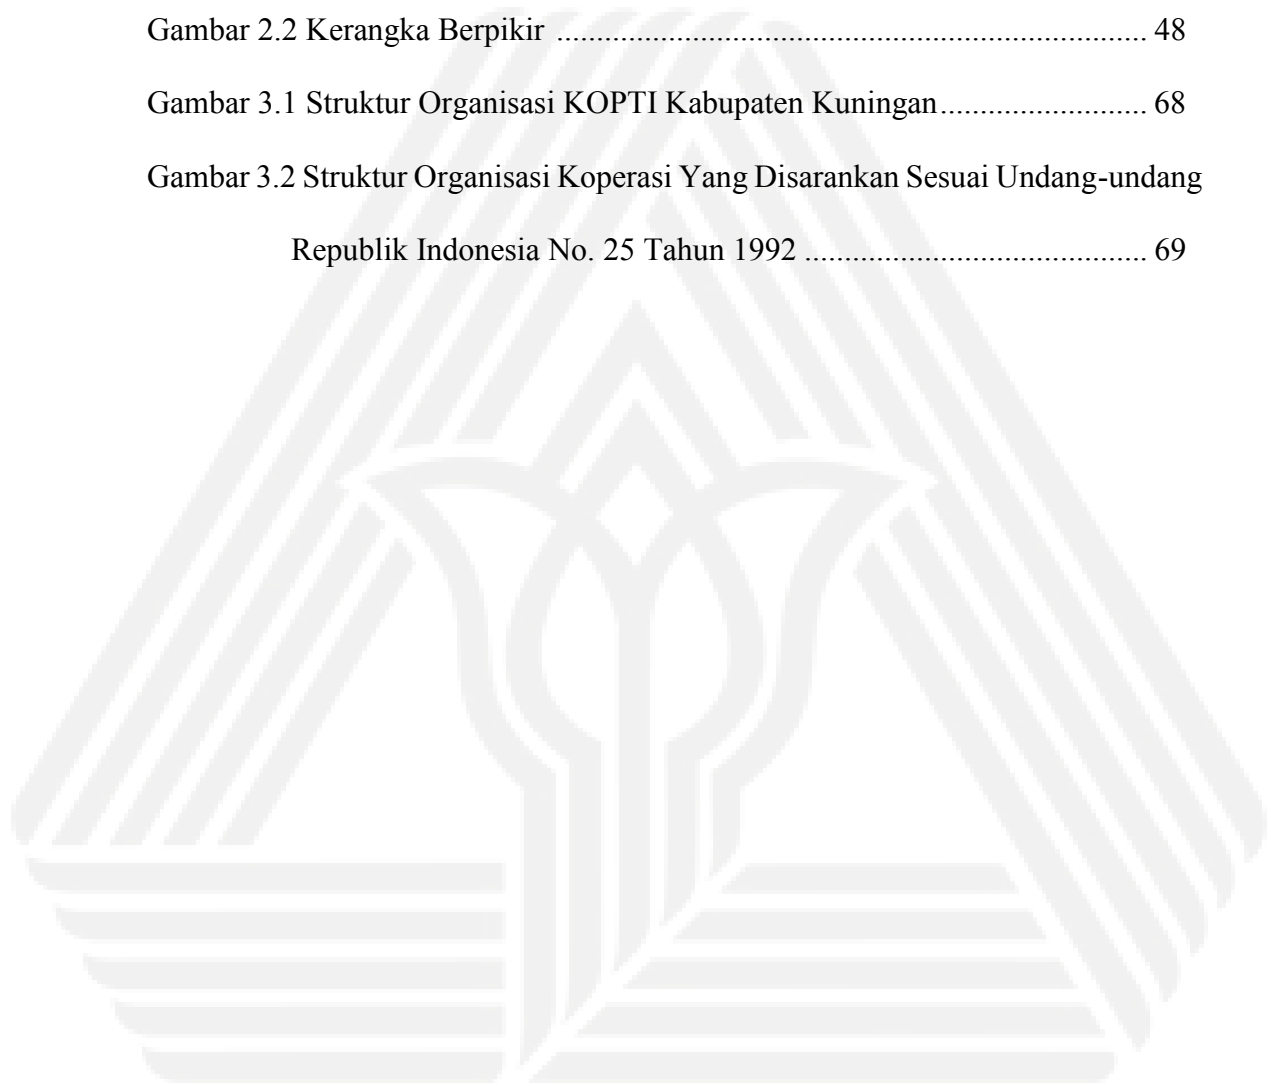 Gambar 2.2 Kerangka Berpikir .......................................................................... 48
Gambar 3.1 Struktur Organisasi KOPTI Kabupaten Kuningan.......................... 68
Gambar 3.2 Struktur Organisasi Koperasi Yang Disarankan Sesuai Undang-undang
Republik Indonesia No. 25 Tahun 1992 ........................................... 69